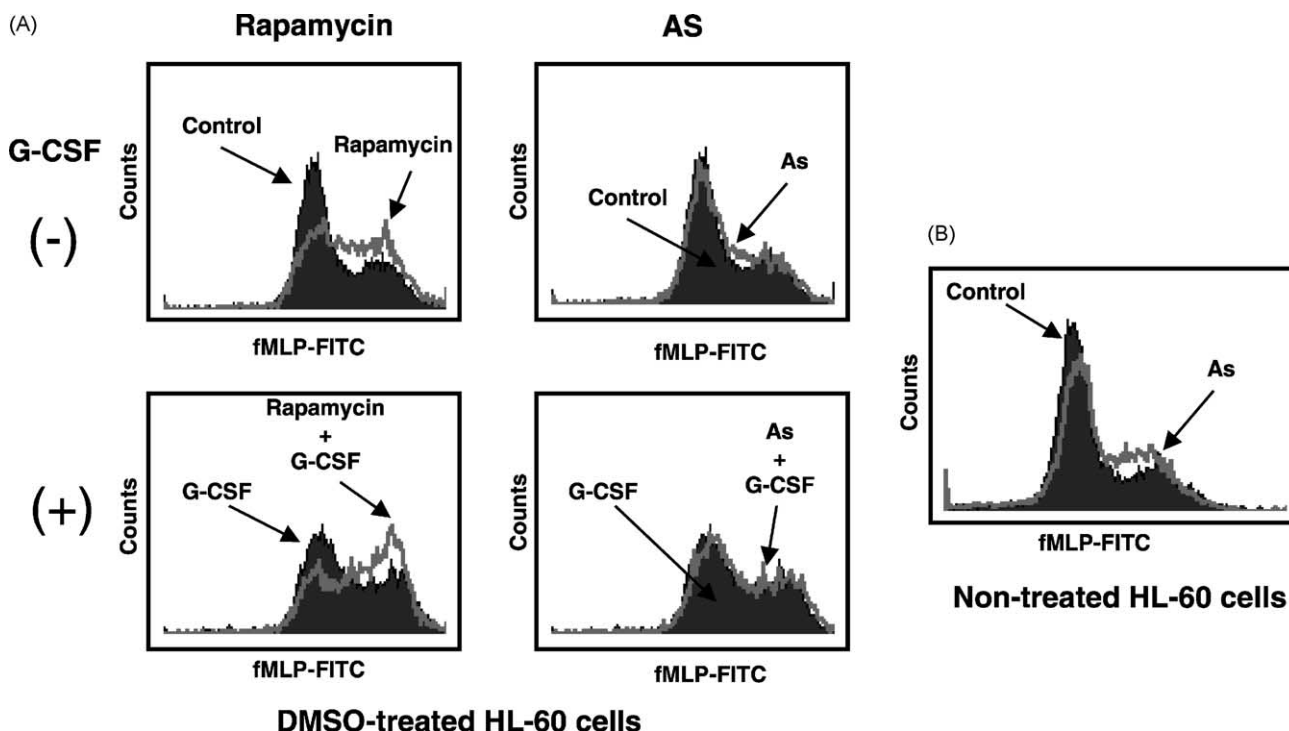 (A)
Rapamycin
AS
G-CSF
(-)
Counts
Control
Rapamycin
fMLP-FITC
Counts
Control
As
fMLP-FITC
(+)
Counts
Rapamycin
+
G-CSF
G-CSF
fMLP-FITC
Counts
As
+
G-CSF
G-CSF
fMLP-FITC
DMSO-treated HL-60 cells
(B)
Counts
Control
As
fMLP-FITC
Non-treated HL-60 cells